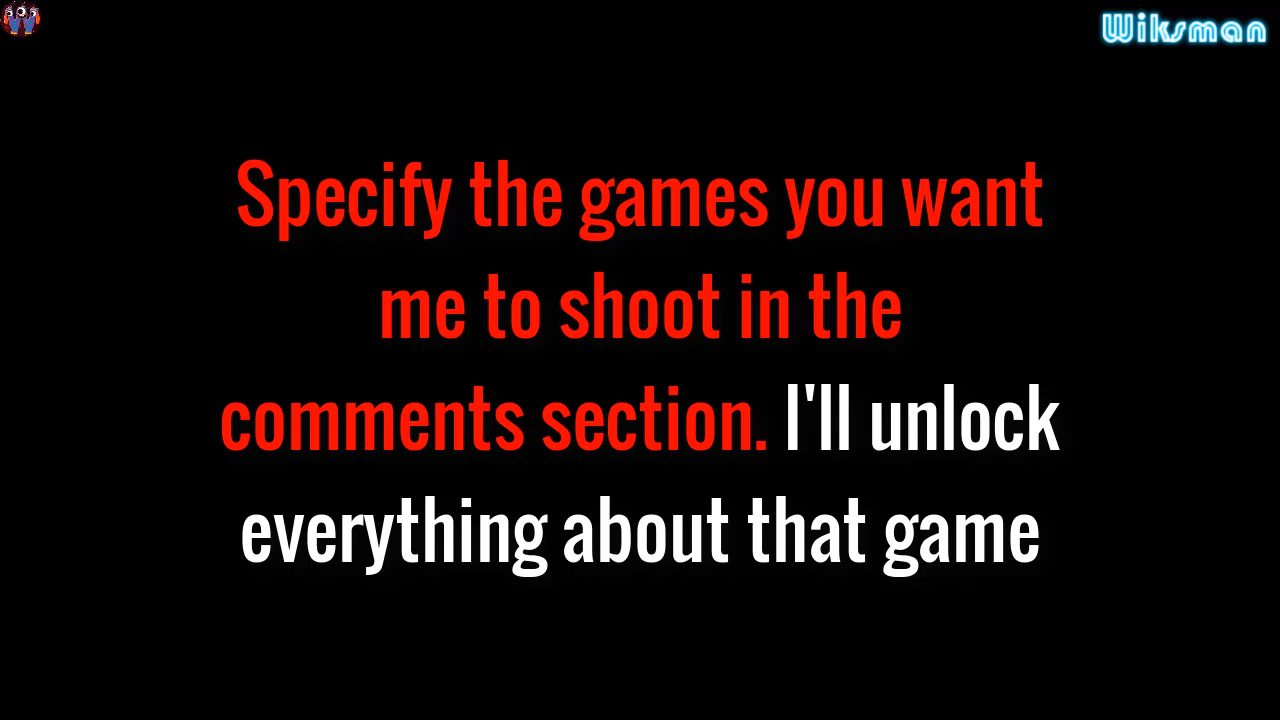 Wiksman
Specify the games you want
me to shoot in the
comments section. I'll unlock
everything about that game